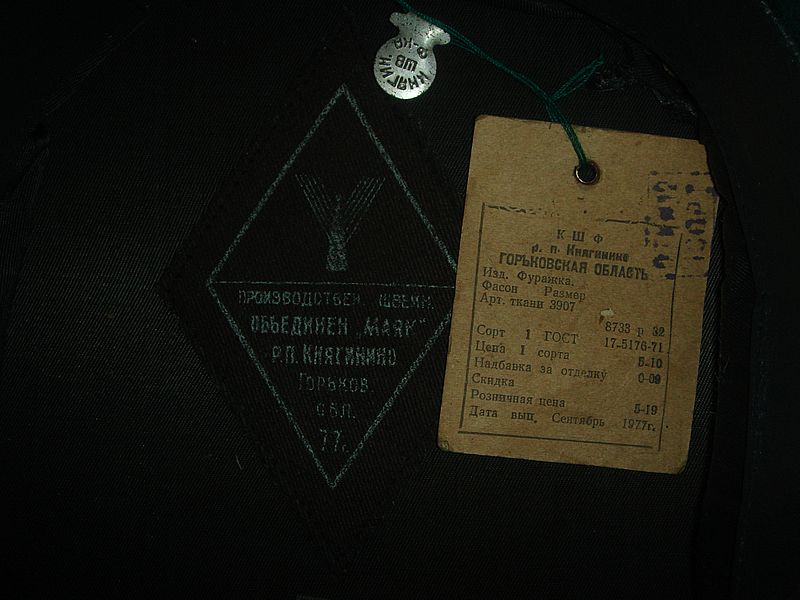 КНЯГИН.
ШВ
Ф-КА
ПРОИЗВОДСТВЕН. ШВЕЙН.
ОБЪЕДИНЕН „МАЯК"
Р.П. КНЯГИНИНО
ГОРЬКОВ.
ОБЛ.
77г.
К Ш Ф
р. п. Княгинино
ГОРЬКОВСКАЯ ОБЛАСТЬ
Изд. Фуражка.
Фасон Размер
Арт. ткани 3907
8733 р 32
Сорт 1 ГОСТ 17-5176-71
Цена 1 сорта 5-10
Надбавка за отделку 0-09
Скидка
Розничная цена 5-19
Дата вып. Сентябрь 1977г.